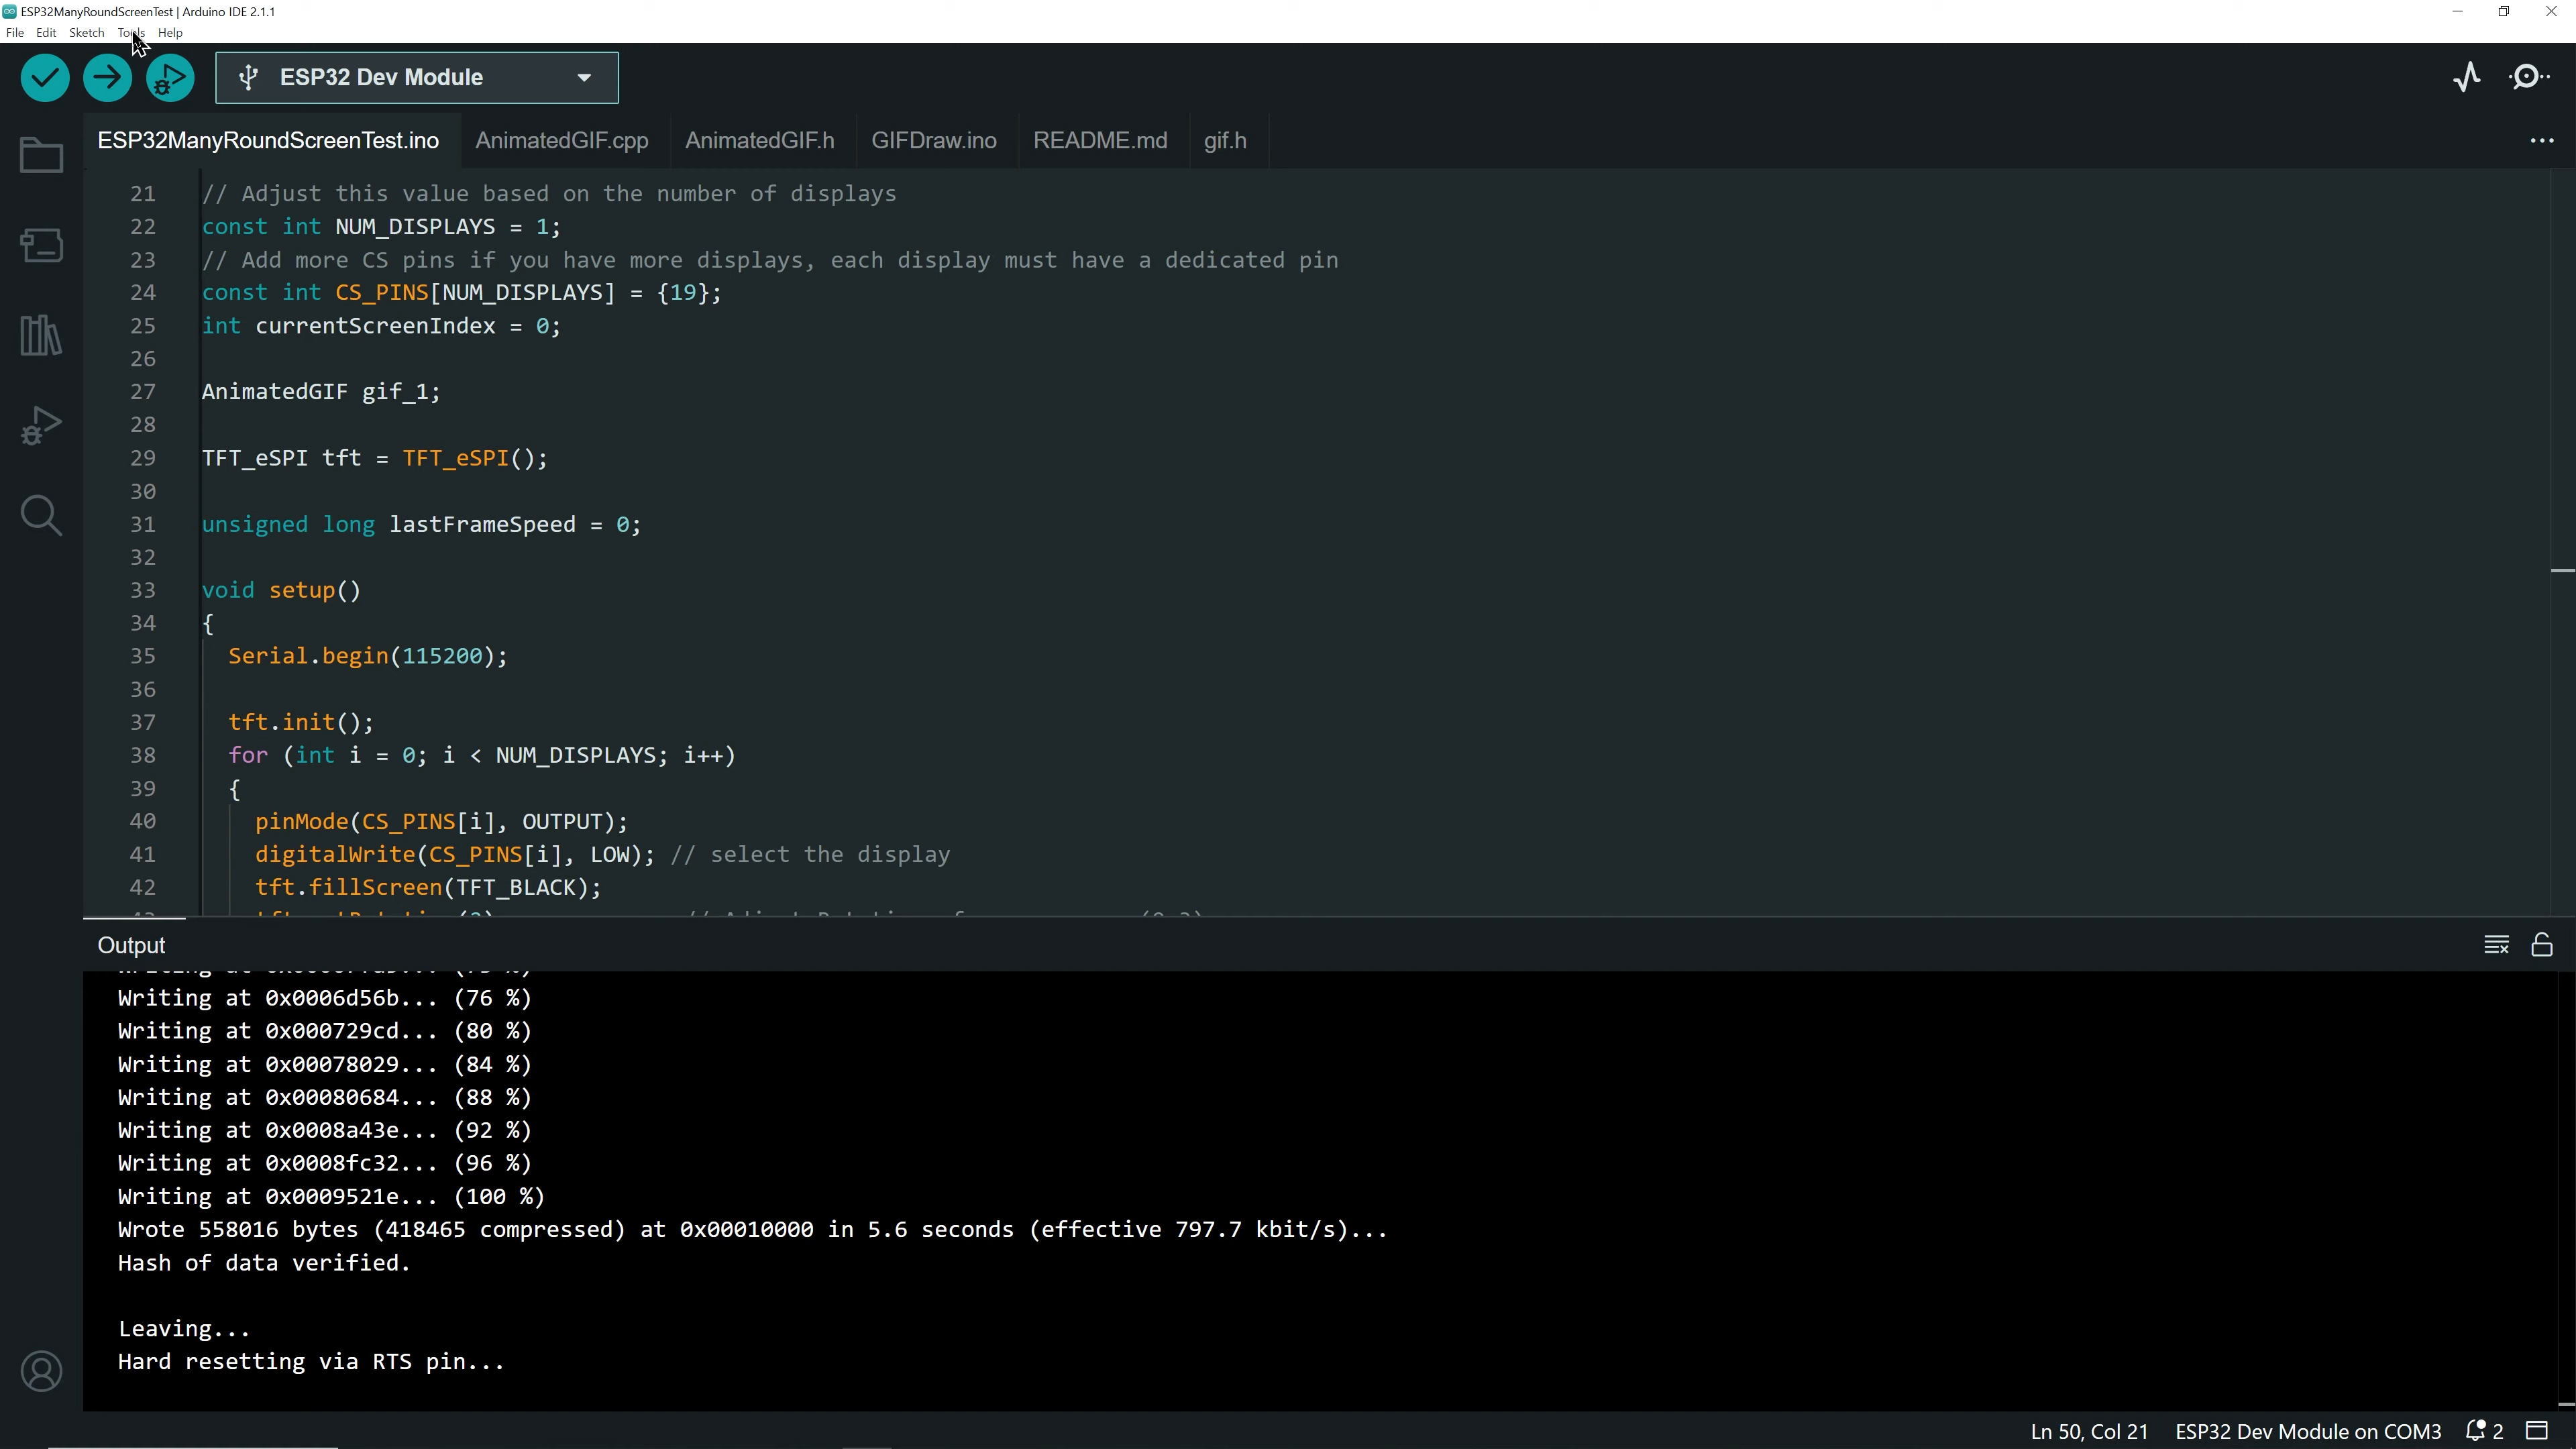 ESP32ManyRoundScreenTest | Arduino IDE 2.1.1
File Edit Sketch Tools Help
ESP32 Dev Module
ESP32ManyRoundScreenTest.ino AnimatedGIF.cpp AnimatedGIF.h GIFDraw.ino README.md gif.h
21 // Adjust this value based on the number of displays
22 const int NUM_DISPLAYS = 1;
23 // Add more CS pins if you have more displays, each display must have a dedicated pin
24 const int CS_PINS[NUM_DISPLAYS] = {19};
25 int currentScreenIndex = 0;
26
27 AnimatedGIF gif_1;
28
29 TFT_eSPI tft = TFT_eSPI();
30
31 unsigned long lastFrameSpeed = 0;
32
33 void setup()
34 {
35 Serial.begin(115200);
36
37 tft.init();
38 for (int i = 0; i < NUM_DISPLAYS; i++)
39 {
40 pinMode(CS_PINS[i], OUTPUT);
41 digitalWrite(CS_PINS[i], LOW); // select the display
42 tft.fillScreen(TFT_BLACK);
Output
Writing at 0x0006d56b... (76 %)
Writing at 0x000729cd... (80 %)
Writing at 0x00078029... (84 %)
Writing at 0x00080684... (88 %)
Writing at 0x0008a43e... (92 %)
Writing at 0x0008fc32... (96 %)
Writing at 0x0009521e... (100 %)
Wrote 558016 bytes (418465 compressed) at 0x00010000 in 5.6 seconds (effective 797.7 kbit/s)...
Hash of data verified.
Leaving...
Hard resetting via RTS pin...
Ln 50, Col 21 ESP32 Dev Module on COM3 2